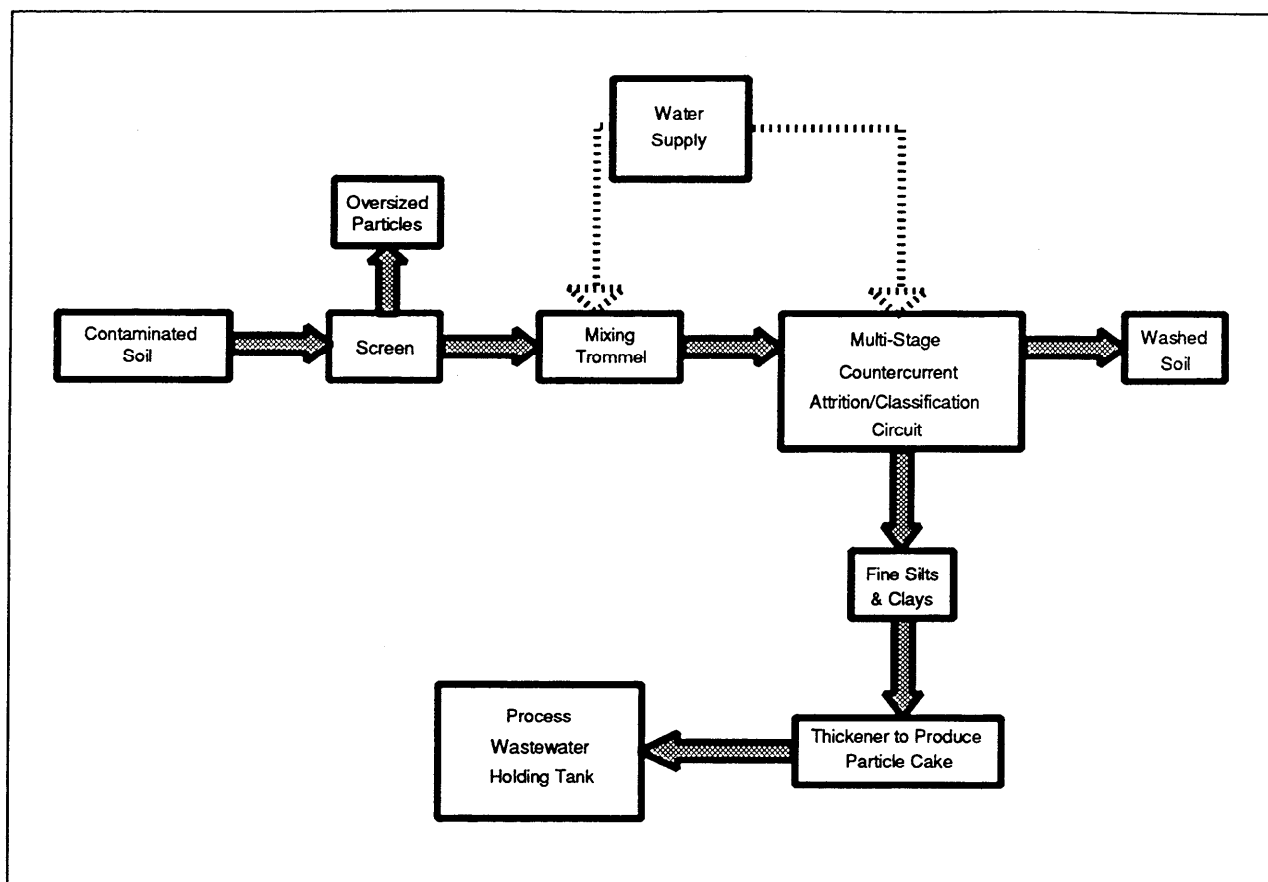 Water
Supply
Oversized
Particles
Contaminated
Soil
Screen
Mixing
Trommel
Multi-Stage
Countercurrent
Attrition/Classification
Circuit
Washed
Soil
Fine Silts
& Clays
Process
Wastewater
Holding Tank
Thickener to Produce
Particle Cake